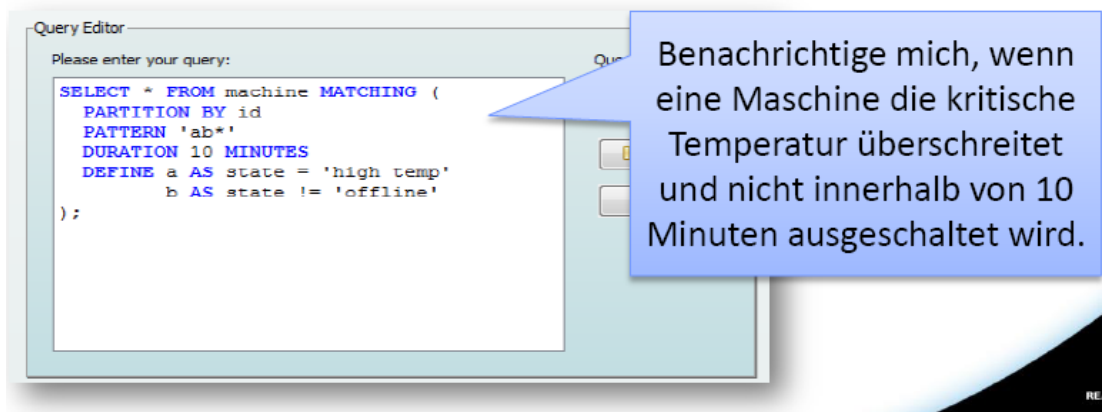 Query Editor
Please enter your query:
SELECT * FROM machine MATCHING (
PARTITION BY id
PATTERN 'ab*'
DURATION 10 MINUTES
DEFINE a AS state = 'high temp'
b AS state != 'offline'
);
Benachrichtige mich, wenn
eine Maschine die kritische
Temperatur überschreitet
und nicht innerhalb von 10
Minuten ausgeschaltet wird.